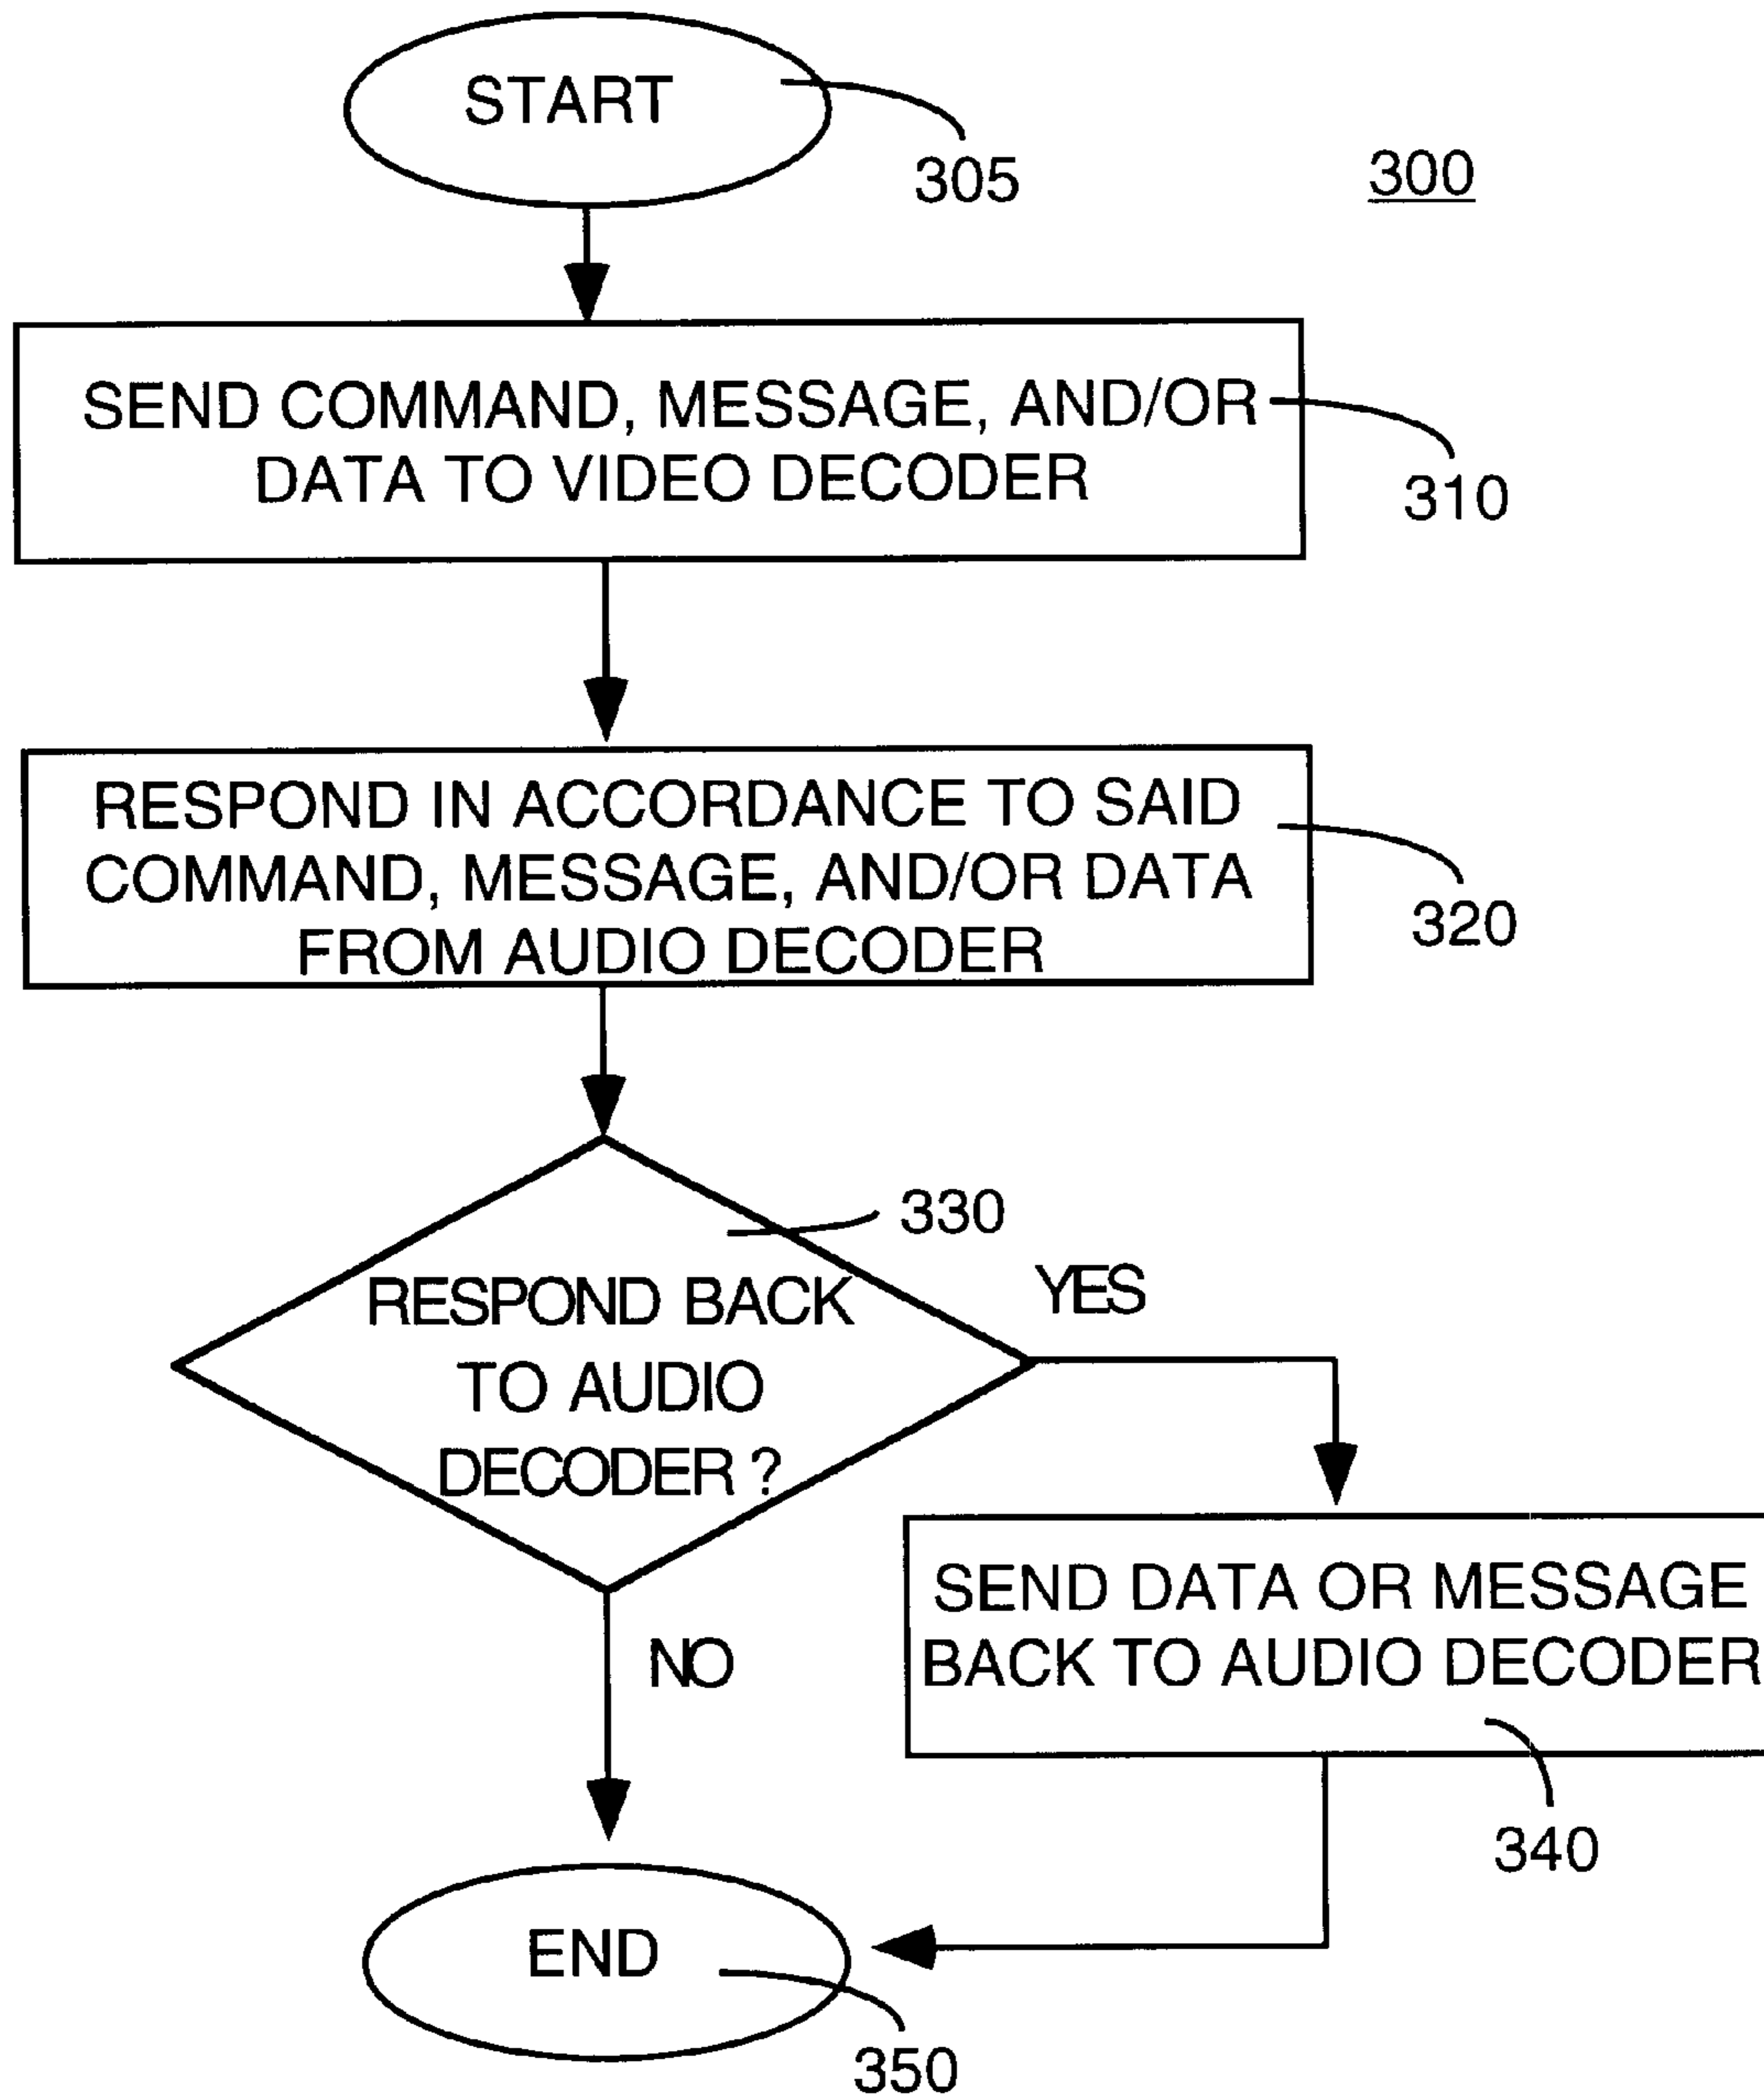 START
305
300
SEND COMMAND, MESSAGE, AND/OR
DATA TO VIDEO DECODER
310
RESPOND IN ACCORDANCE TO SAID
COMMAND, MESSAGE, AND/OR DATA
FROM AUDIO DECODER
320
330
RESPOND BACK
TO AUDIO
DECODER ?
YES
NO
SEND DATA OR MESSAGE
BACK TO AUDIO DECODER
340
END
350